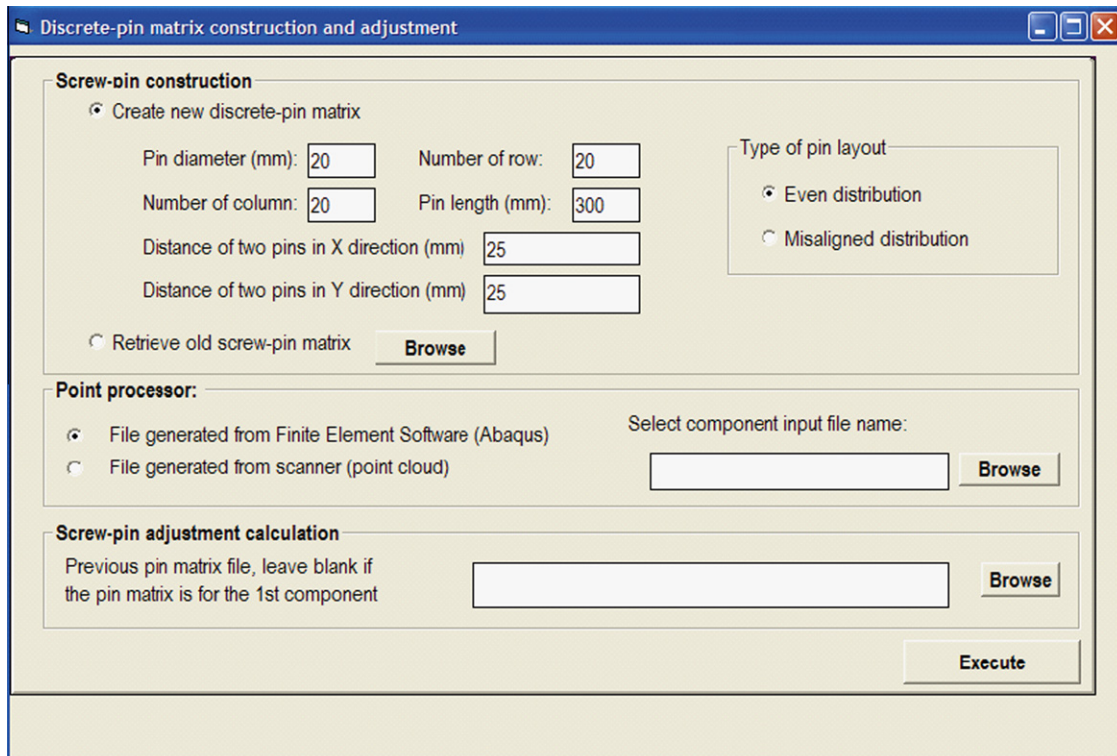 Discrete-pin matrix construction and adjustment
Screw-pin construction
Create new discrete-pin matrix
Pin diameter (mm): 20 Number of row: 20
Number of column: 20 Pin length (mm): 300
Distance of two pins in X direction (mm) 25
Distance of two pins in Y direction (mm) 25
Type of pin layout
Even distribution
Misaligned distribution
Retrieve old screw-pin matrix Browse
Point processor:
File generated from Finite Element Software (Abaqus)
File generated from scanner (point cloud)
Select component input file name:
Browse
Screw-pin adjustment calculation
Previous pin matrix file, leave blank if
the pin matrix is for the 1st component
Browse
Execute